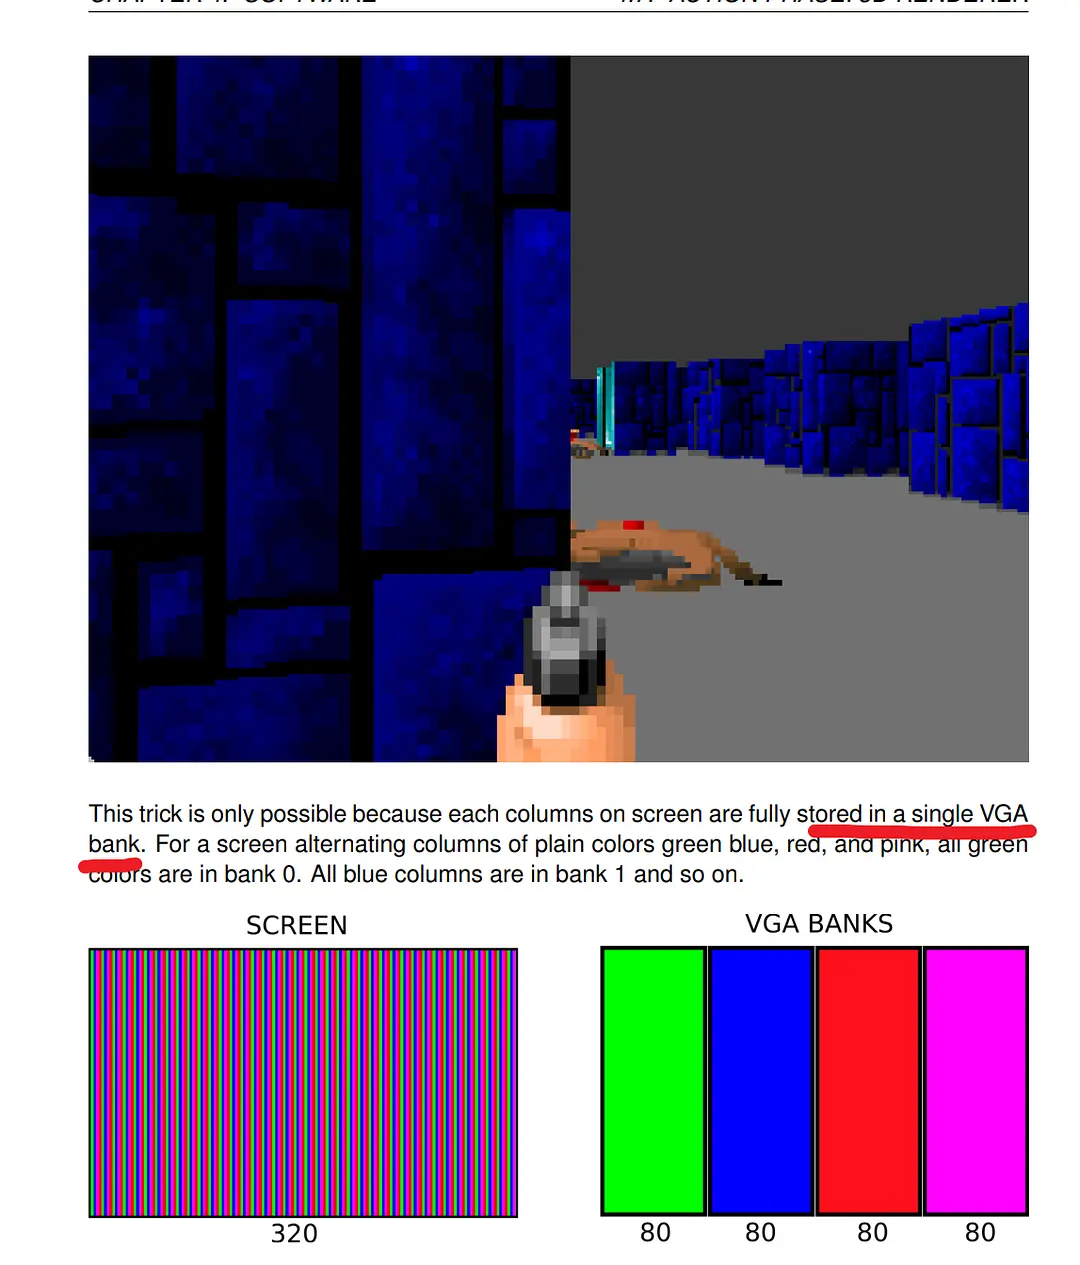 This trick is only possible because each columns on screen are fully stored in a single VGA
bank. For a screen alternating columns of plain colors green blue, red, and pink, all green
colors are in bank 0. All blue columns are in bank 1 and so on.
SCREEN
VGA BANKS
320
80
80
80
80